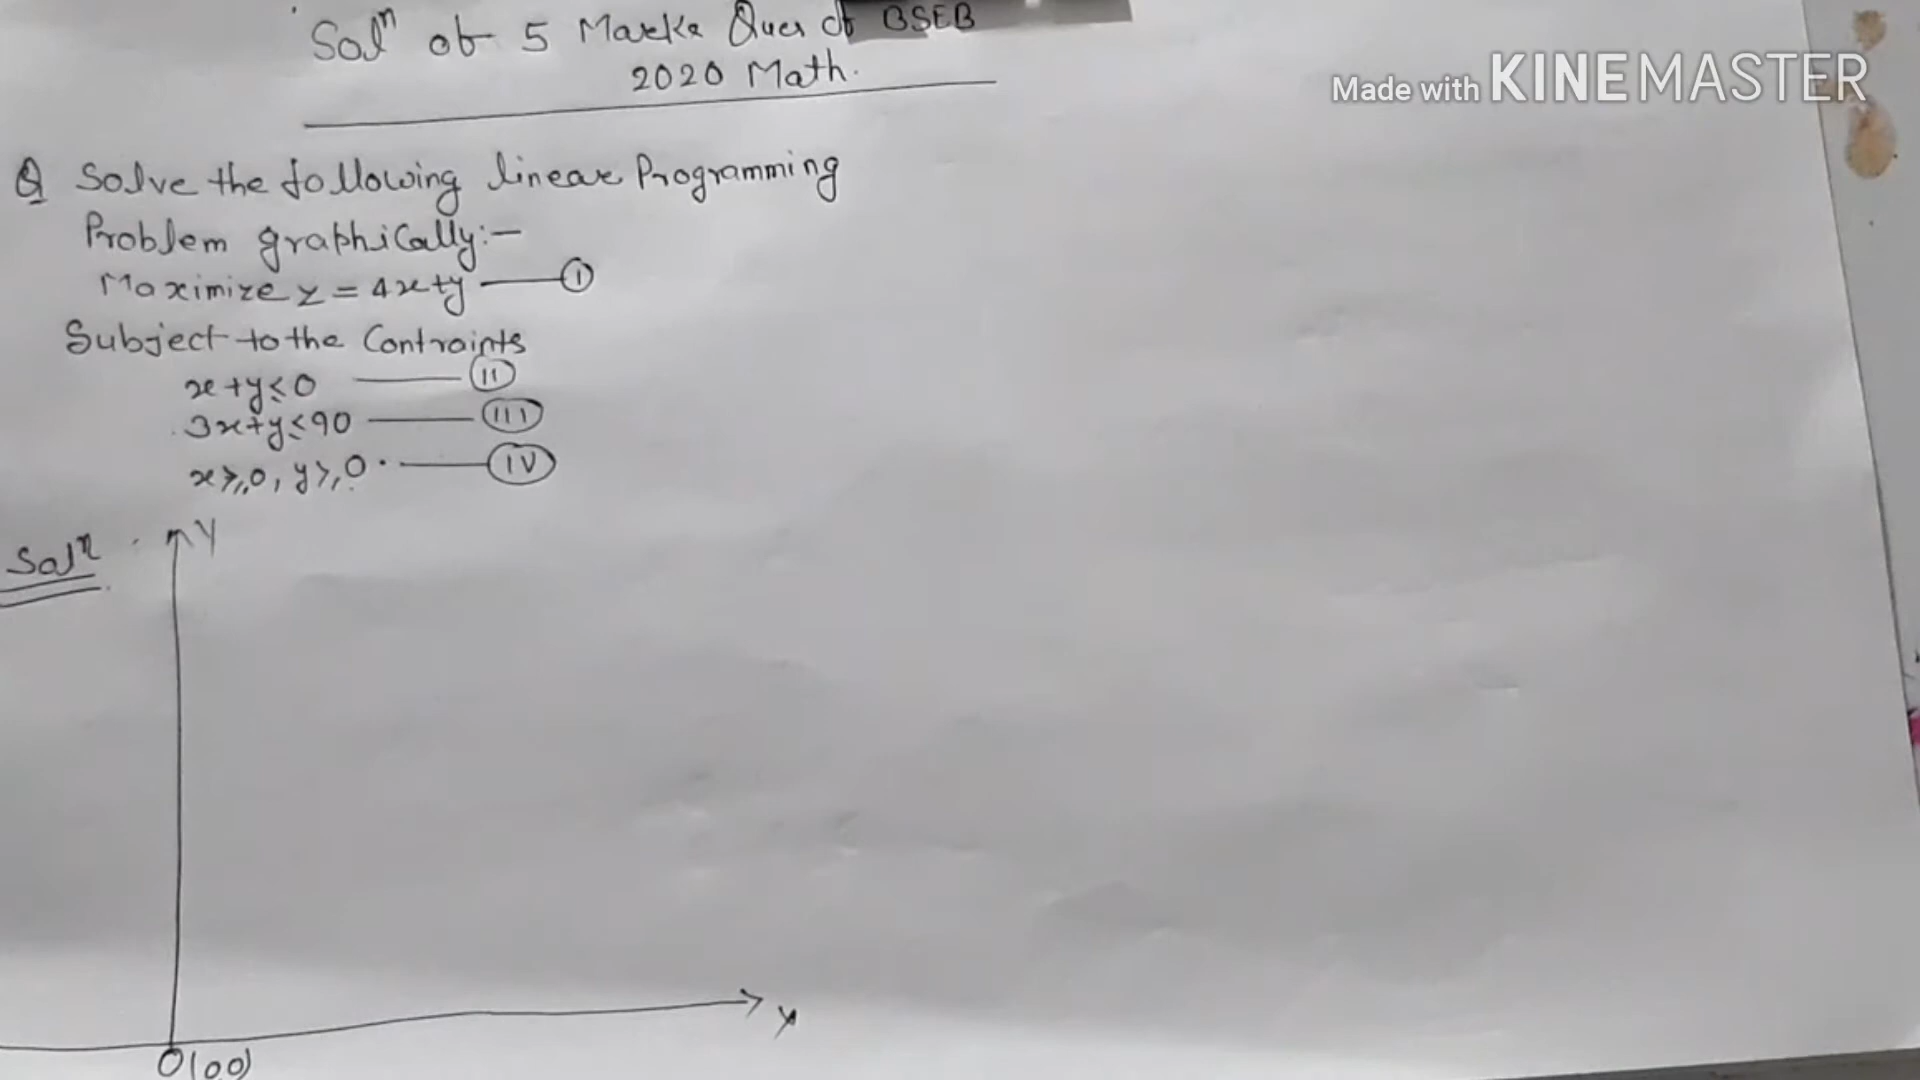 Solⁿ of 5 Marks Ques of BSEB
2020 Math.
Made with KINEMASTER
Q Solve the following linear Programming
Problem graphically:-
Maximize z = 4x+y — I
Subject to the Contraints
x+y≤0 — II
3x+y≤90 — III
x≥0, y≥0. — IV
Solⁿ
Y
X
O(0,0)